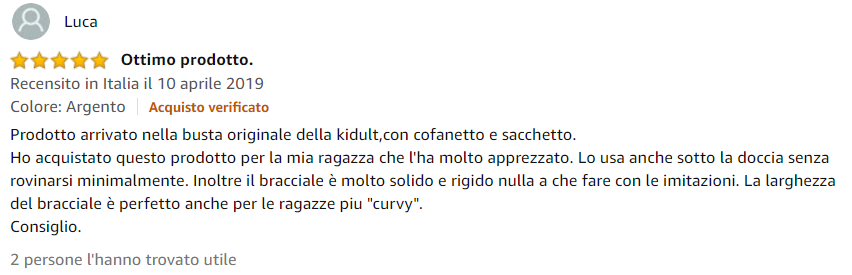 Luca
Ottimo prodotto.
Recensito in Italia il 10 aprile 2019
Colore: Argento Acquisto verificato
Prodotto arrivato nella busta originale della kidult,con cofanetto e sacchetto.
Ho acquistato questo prodotto per la mia ragazza che l'ha molto apprezzato. Lo usa anche sotto la doccia senza
rovinarsi minimalmente. Inoltre il bracciale è molto solido e rigido nulla a che fare con le imitazioni. La larghezza
del bracciale è perfetto anche per le ragazze piu "curvy".
Consiglio.
2 persone l'hanno trovato utile